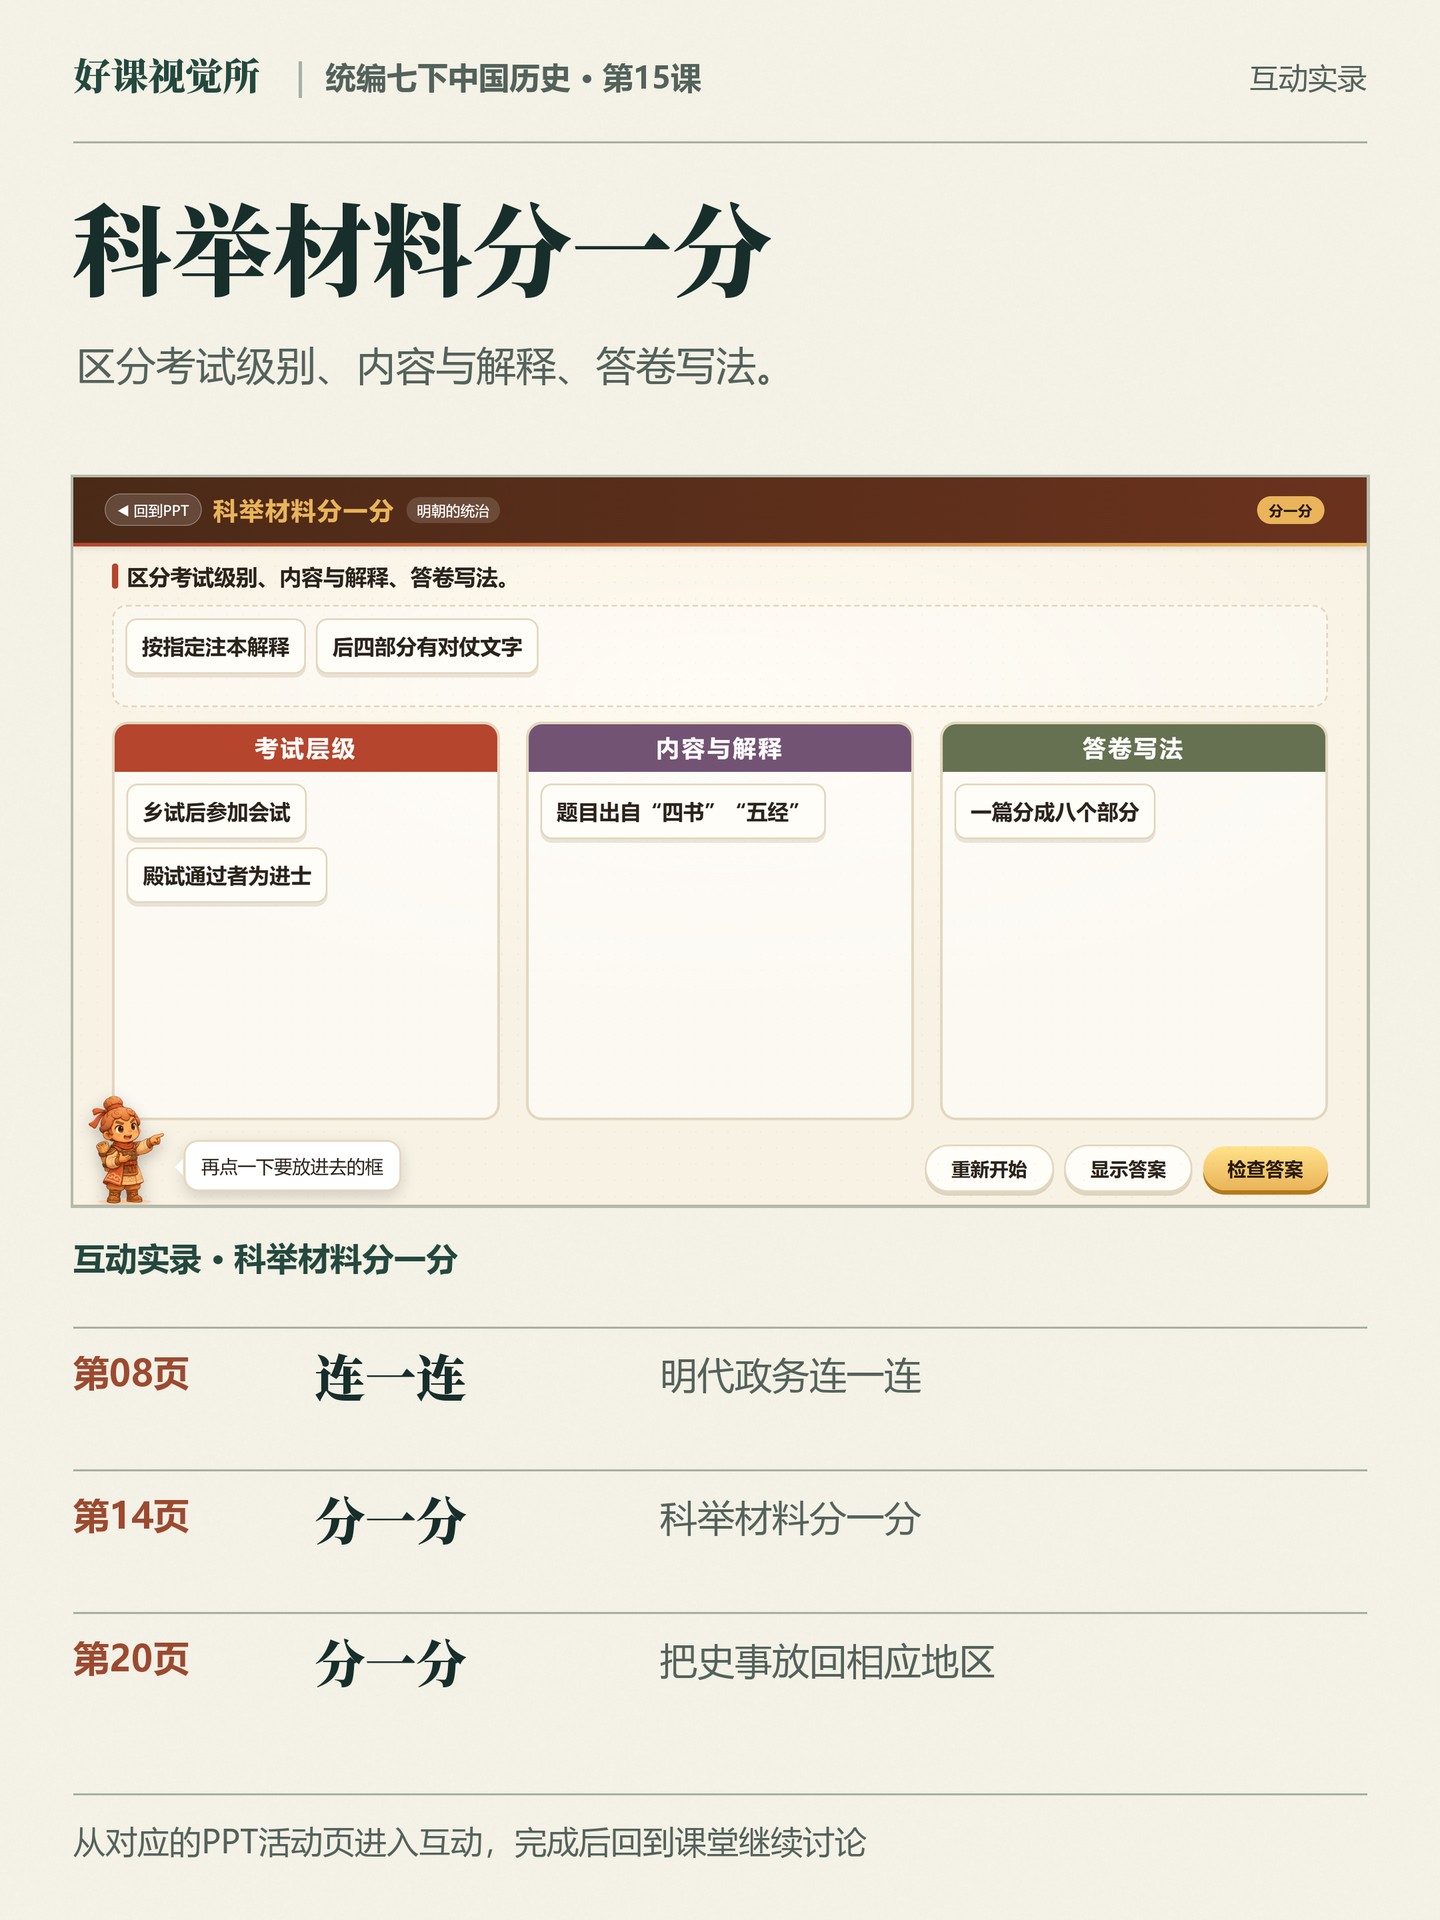 好课视觉所 | 统编七下中国历史·第15课 互动实录
科举材料分一分
区分考试级别、内容与解释、答卷写法。
◀ 回到PPT 科举材料分一分 明朝的统治 分一分
区分考试级别、内容与解释、答卷写法。
按指定注本解释 后四部分有对仗文字
考试层级 内容与解释 答卷写法
乡试后参加会试 题目出自“四书”“五经” 一篇分成八个部分
殿试通过者为进士
再点一下要放进去的框 重新开始 显示答案 检查答案
互动实录·科举材料分一分
第08页 连一连 明代政务连一连
第14页 分一分 科举材料分一分
第20页 分一分 把史事放回相应地区
从对应的PPT活动页进入互动，完成后回到课堂继续讨论